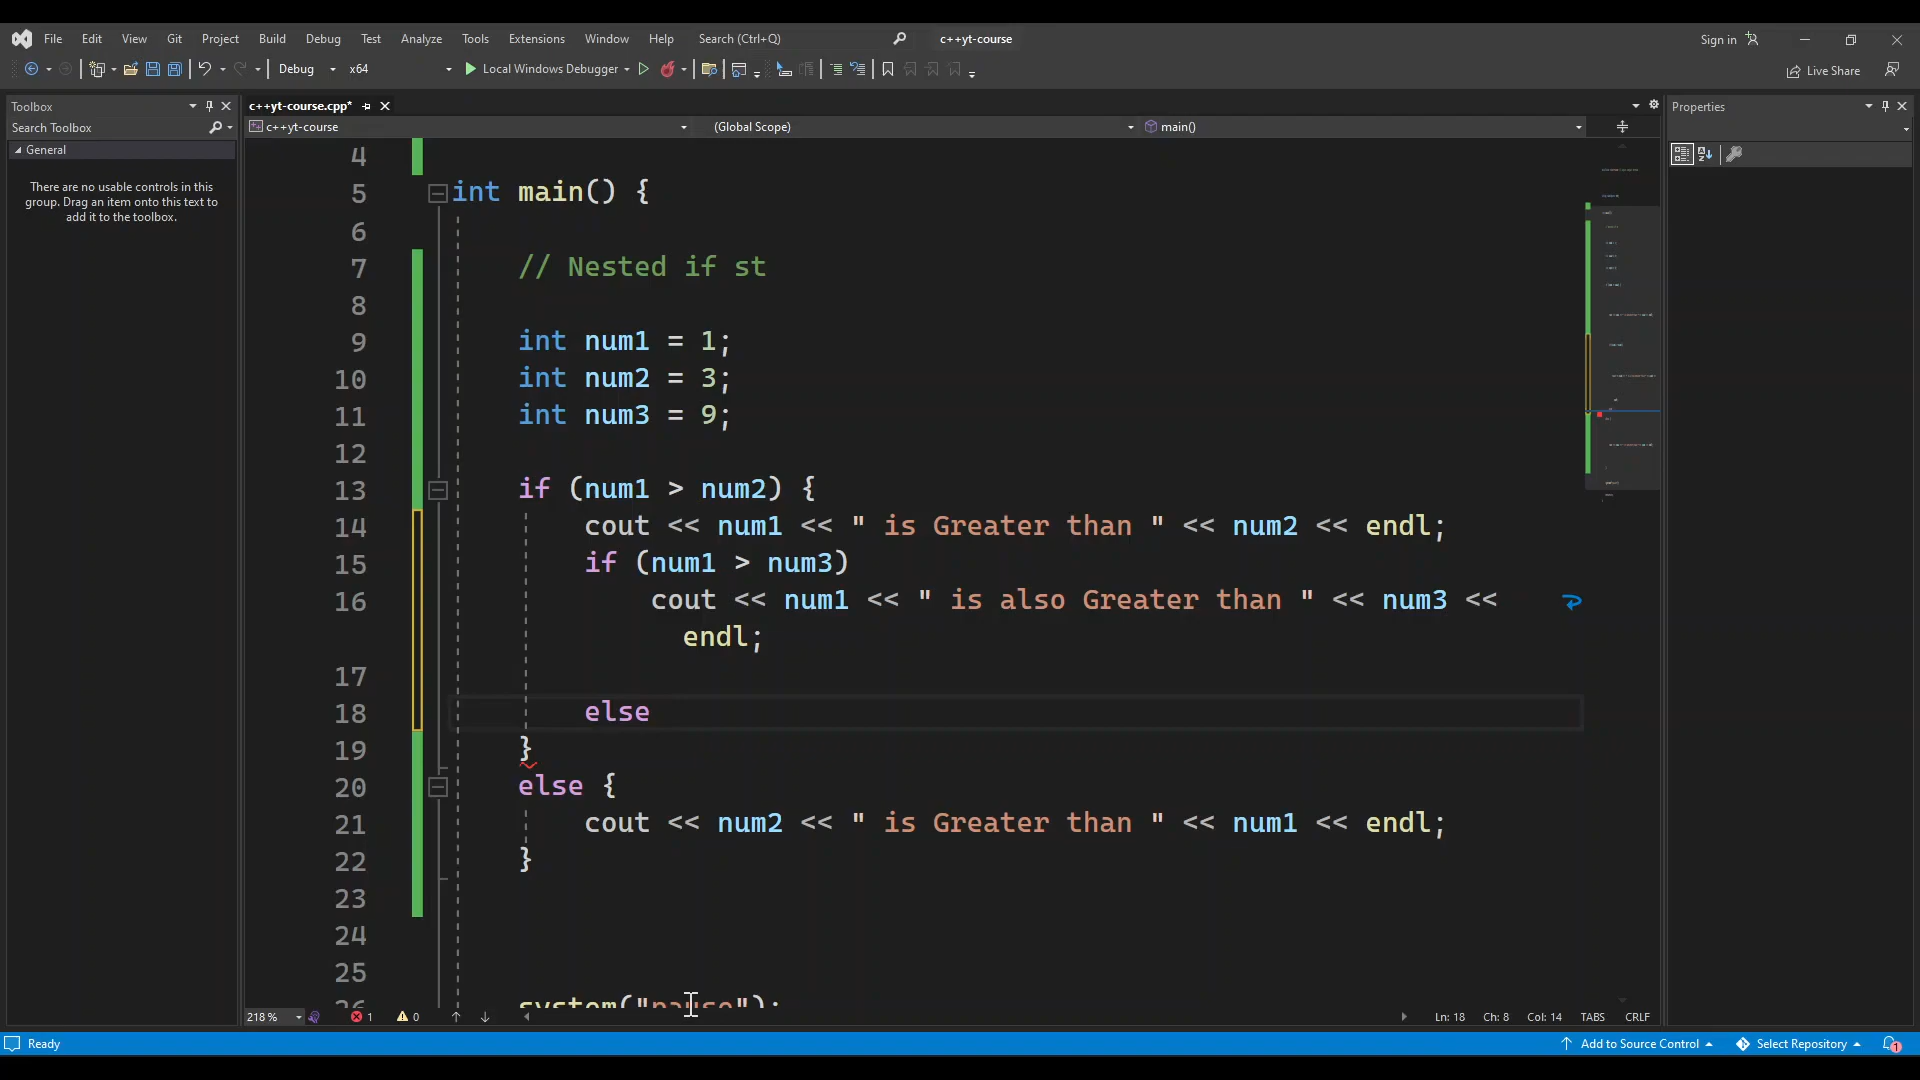 File Edit View Git Project Build Debug Test Analyze Tools Extensions Window Help Search (Ctrl+Q) c++yt-course Sign in
Debug x64 Local Windows Debugger Live Share
Toolbox
Search Toolbox
General
There are no usable controls in this
group. Drag an item onto this text to
add it to the toolbox.
c++yt-course.cpp*
c++yt-course (Global Scope) main()
4
5 int main() {
6
7 // Nested if st
8
9 int num1 = 1;
10 int num2 = 3;
11 int num3 = 9;
12
13 if (num1 > num2) {
14 cout << num1 << " is Greater than " << num2 << endl;
15 if (num1 > num3)
16 cout << num1 << " is also Greater than " << num3 <<
endl;
17
18 else
19 }
20 else {
21 cout << num2 << " is Greater than " << num1 << endl;
22 }
23
24
25
26 system("pause");
Properties
218 % 1 0 Ln: 18 Ch: 8 Col: 14 TABS CRLF
Ready Add to Source Control Select Repository 1